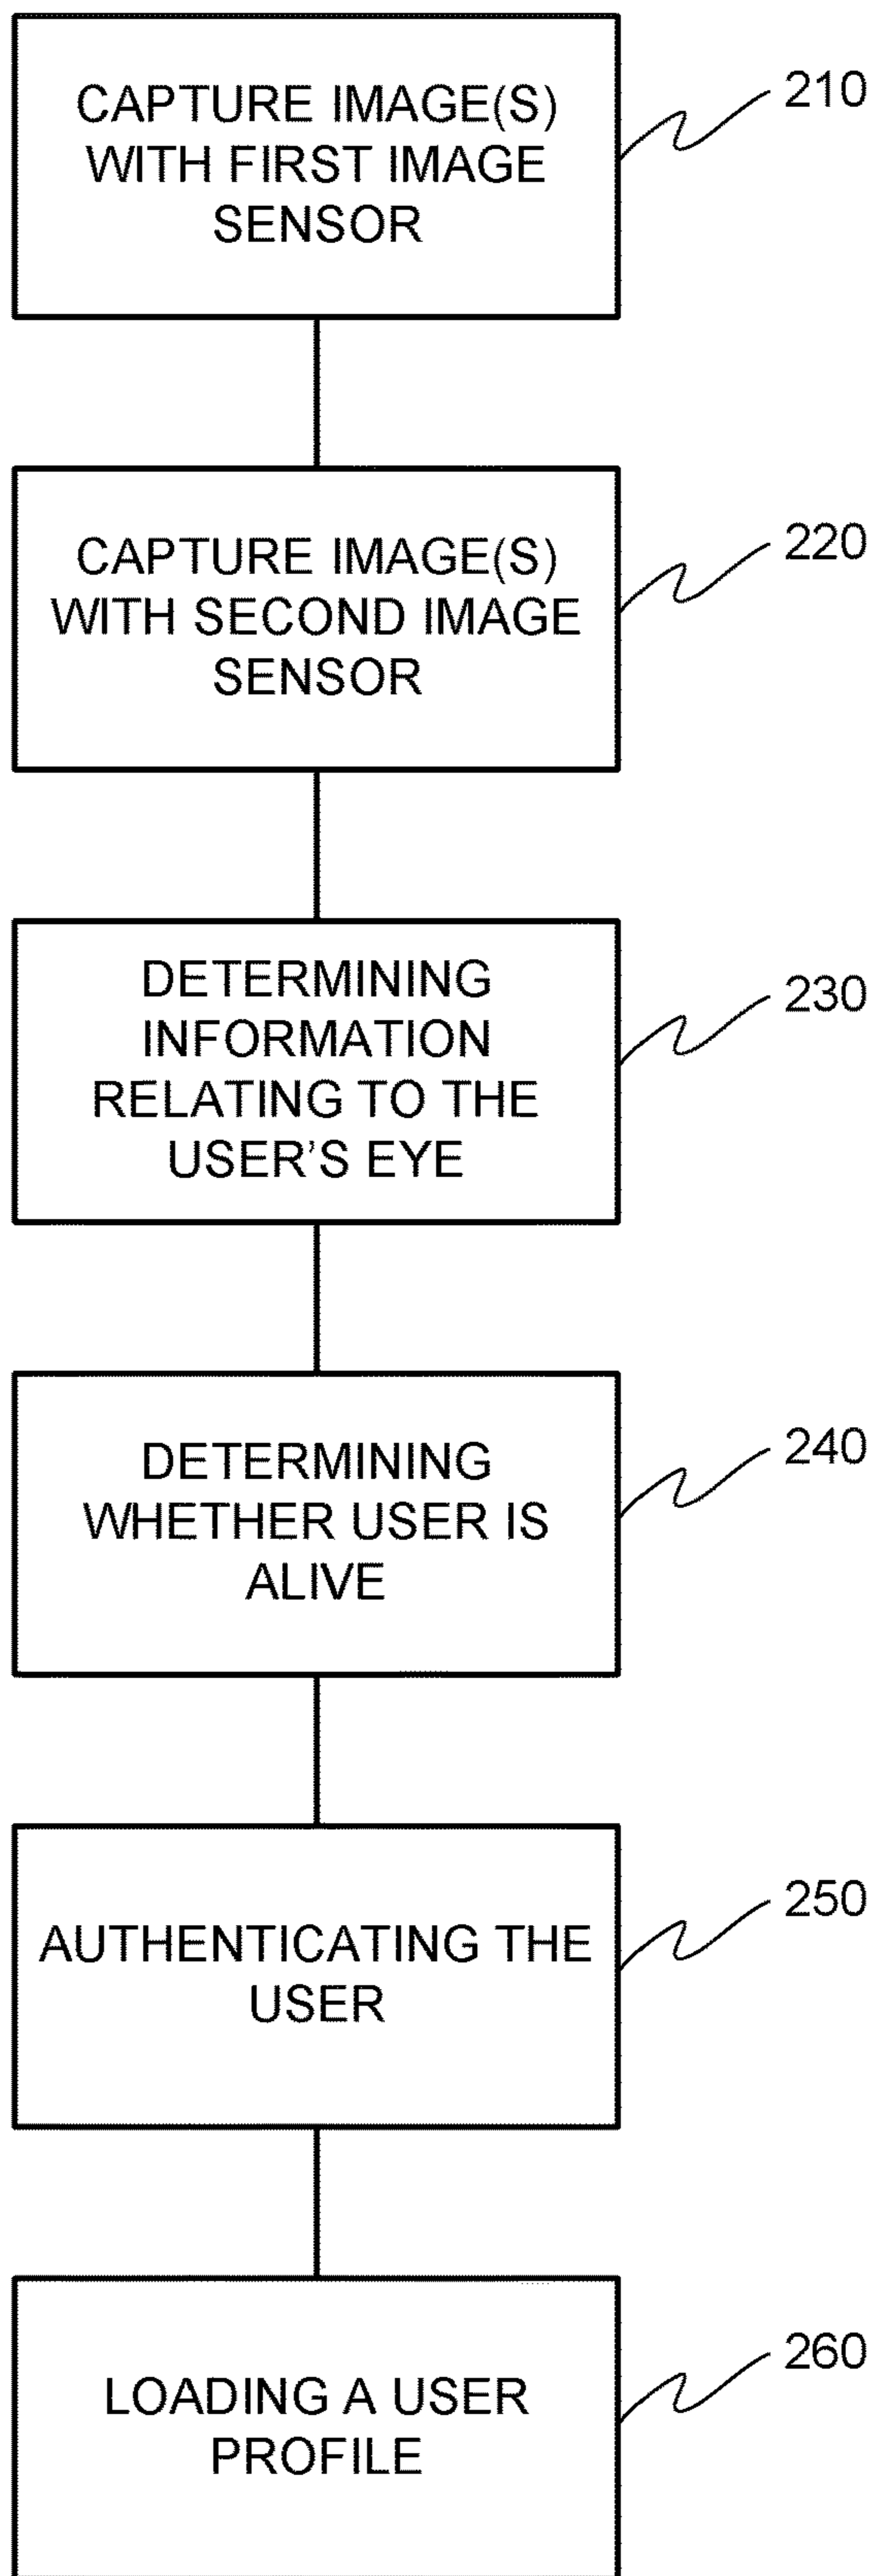 CAPTURE IMAGE(S)
WITH FIRST IMAGE
SENSOR
210
CAPTURE IMAGE(S)
WITH SECOND IMAGE
SENSOR
220
DETERMINING
INFORMATION
RELATING TO THE
USER'S EYE
230
DETERMINING
WHETHER USER IS
ALIVE
240
AUTHENTICATING THE
USER
250
LOADING A USER
PROFILE
260